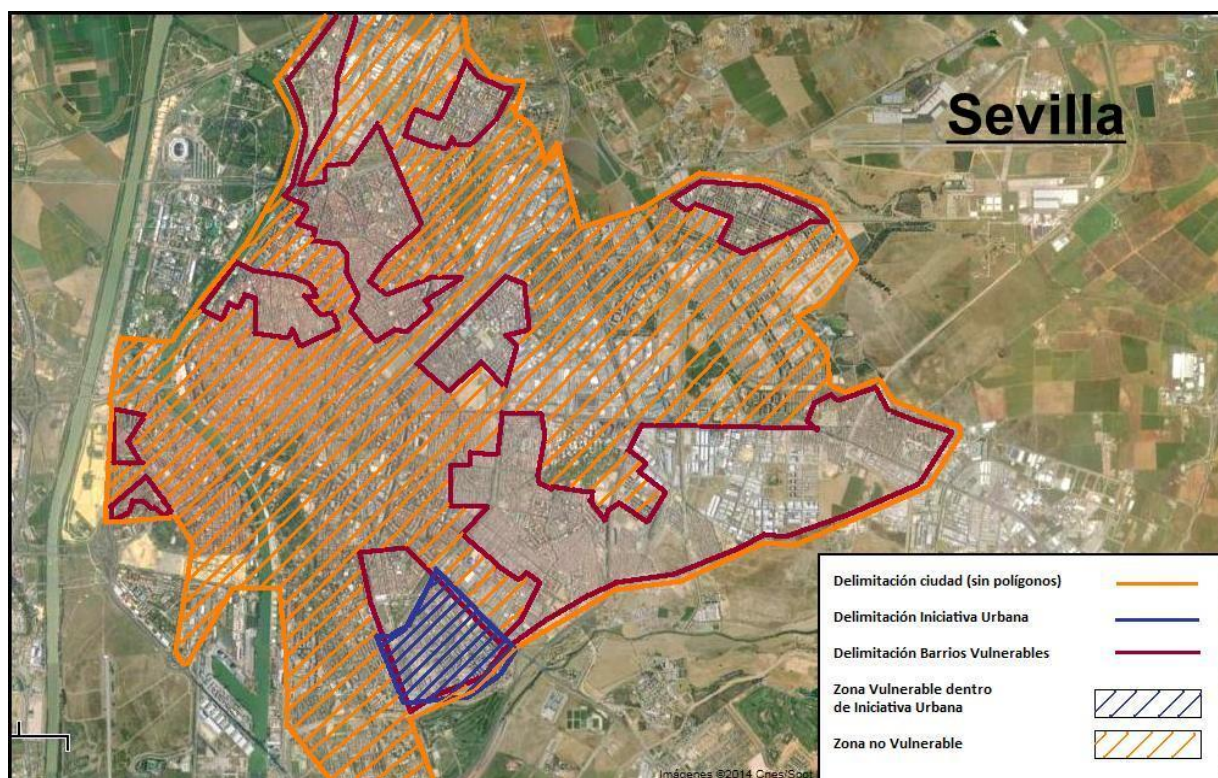 Sevilla
Delimitación ciudad (sin polígonos)
Delimitación Iniciativa Urbana
Delimitación Barrios Vulnerables
Zona Vulnerable dentro
de Iniciativa Urbana
Zona no Vulnerable
Imágenes ©2014 Cnes/Spot